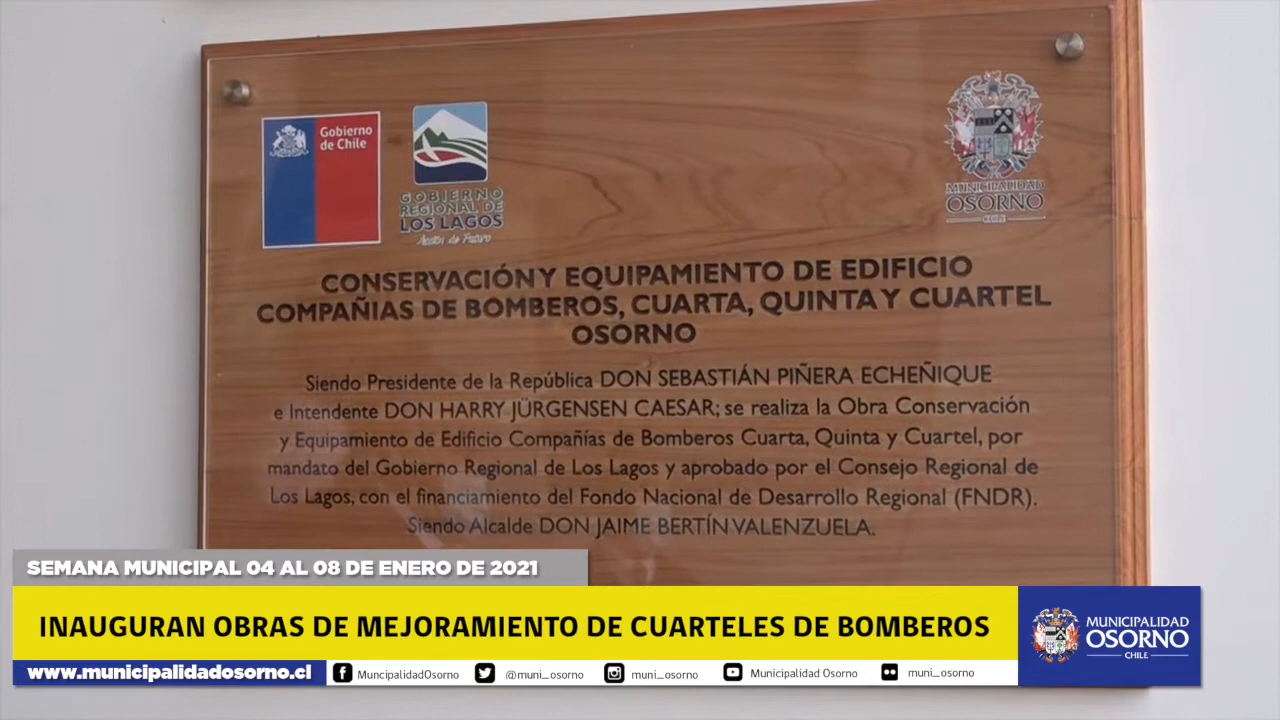 Gobierno
de Chile
GOBIERNO
REGIONAL DE
LOS LAGOS
Acción de Futuro
MUNICIPALIDAD
OSORNO
CHILE
CONSERVACIÓN Y EQUIPAMIENTO DE EDIFICIO
COMPAÑIAS DE BOMBEROS, CUARTA, QUINTA Y CUARTEL
OSORNO
Siendo Presidente de la República DON SEBASTIÁN PIÑERA ECHEÑIQUE
e Intendente DON HARRY JÜRGENSEN CAESAR; se realiza la Obra Conservación
y Equipamiento de Edificio Compañías de Bomberos Cuarta, Quinta y Cuartel, por
mandato del Gobierno Regional de Los Lagos y aprobado por el Consejo Regional de
Los Lagos, con el financiamiento del Fondo Nacional de Desarrollo Regional (FNDR).
Siendo Alcalde DON JAIME BERTÍN VALENZUELA.
SEMANA MUNICIPAL 04 AL 08 DE ENERO DE 2021
INAUGURAN OBRAS DE MEJORAMIENTO DE CUARTELES DE BOMBEROS
MUNICIPALIDAD
OSORNO
CHILE
www.municipalidadosorno.cl MuncipalidadOsorno @muni_osorno muni_osorno Municipalidad Osorno muni_osorno